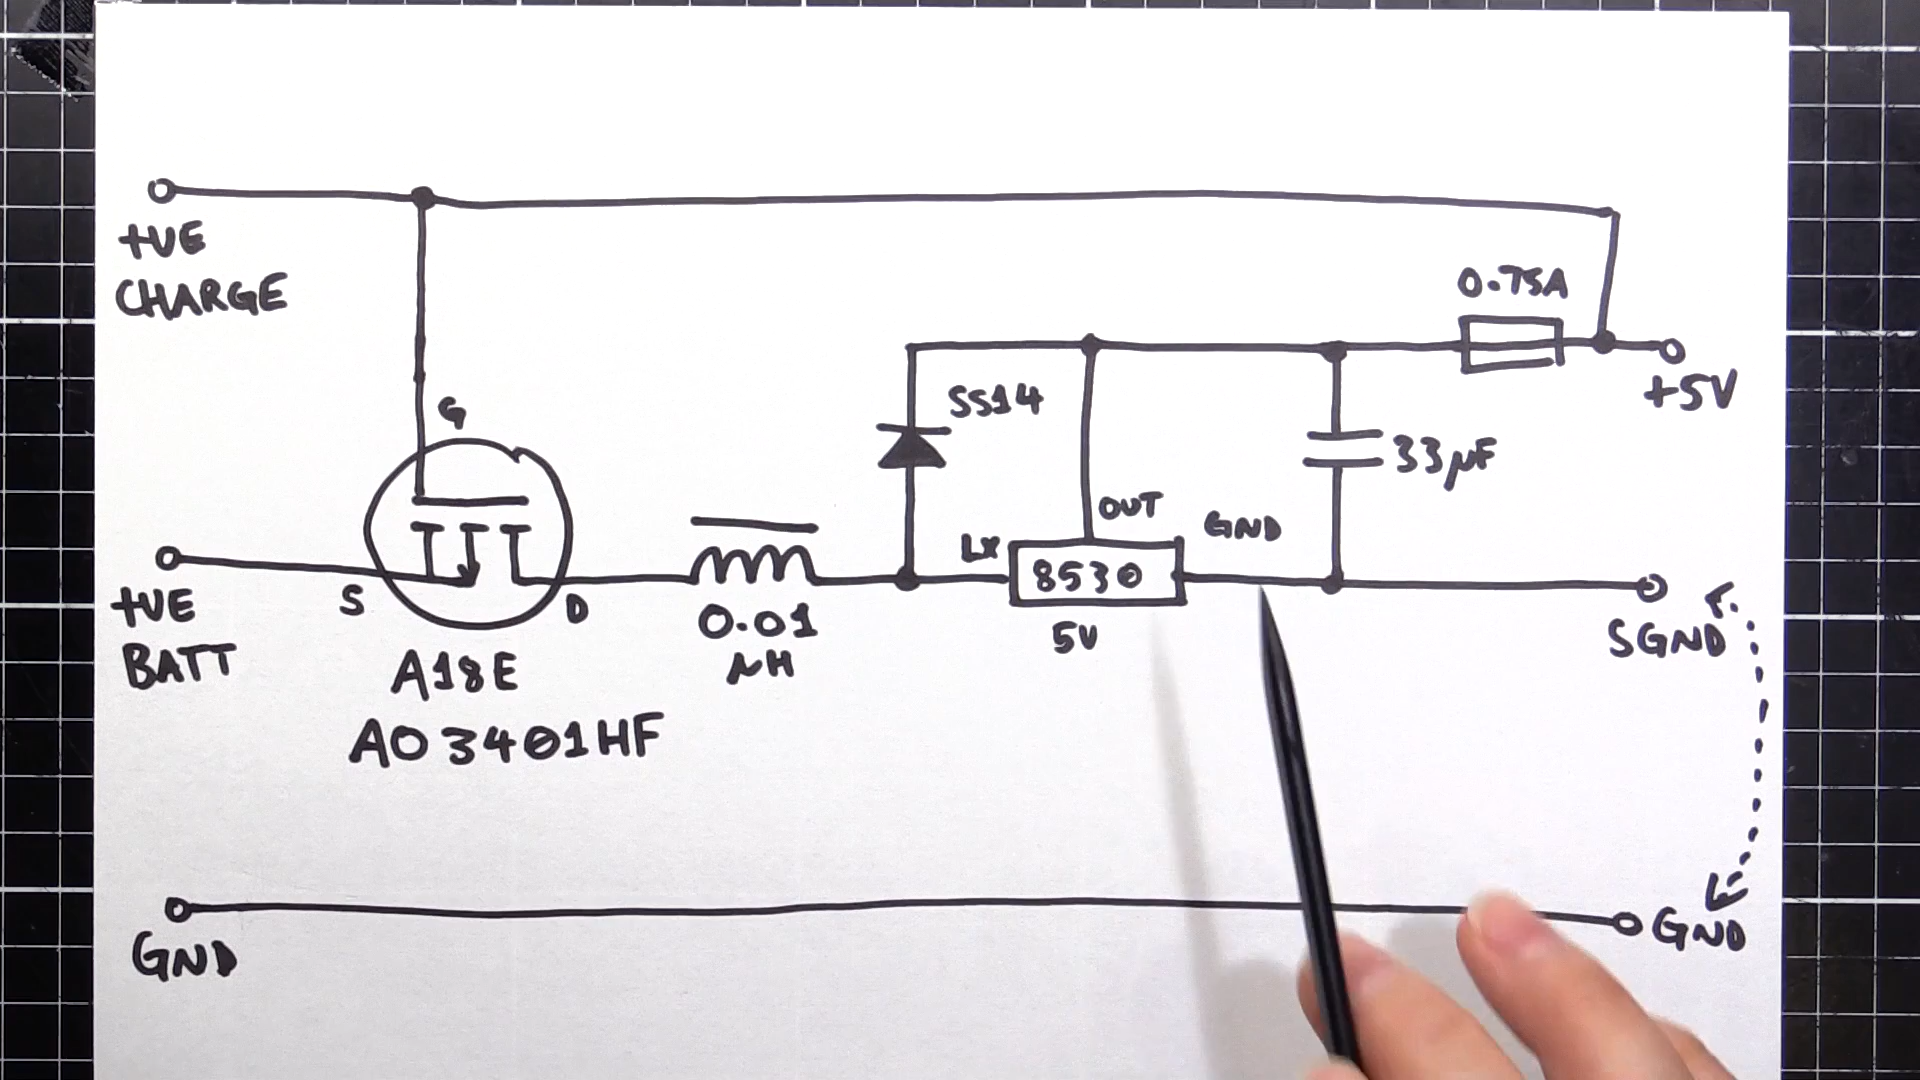 +VE
CHARGE
0.75A
+5V
G
SS14
33µF
OUT
GND
LX
8530
5V
S
D
+VE
BATT
A18E
AO3401HF
0.01
µH
SGND
GND
GND